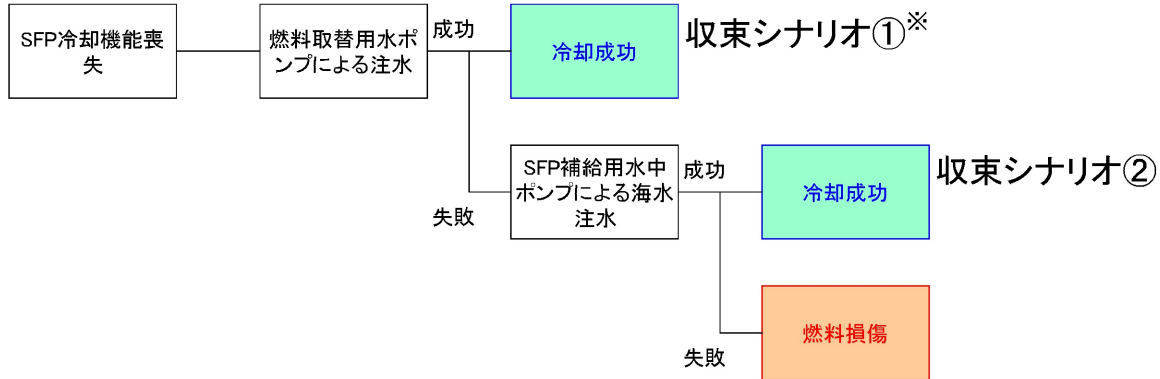 SFP冷却機能喪
失
燃料取替用水ポ
ンプによる注水
成功
冷却成功
収束シナリオ①※
失敗
SFP補給用水中
ポンプによる海水
注水
成功
冷却成功
収束シナリオ②
失敗
燃料損傷